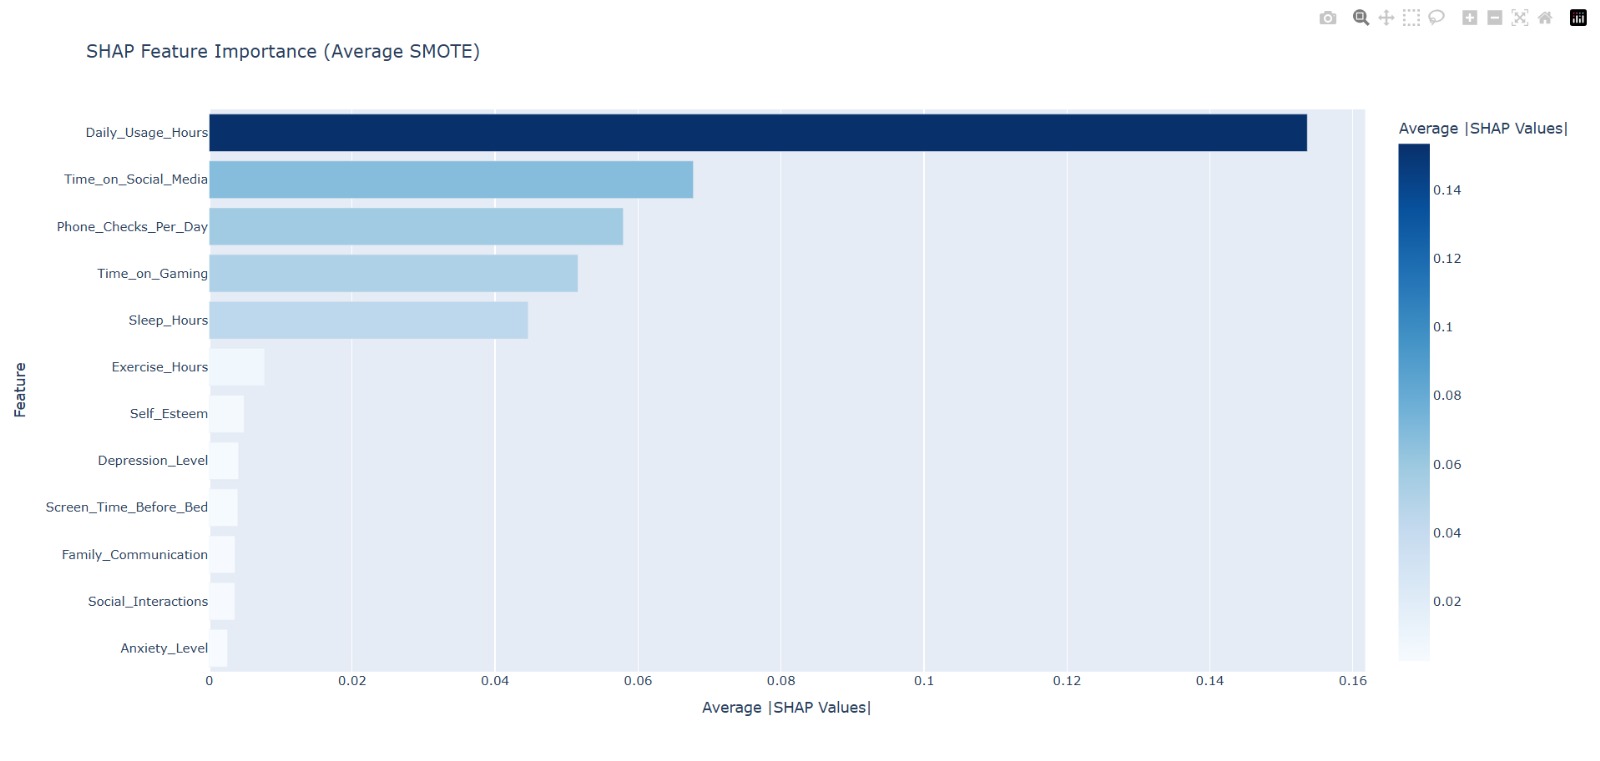 SHAP Feature Importance (Average SMOTE)
Feature
Daily_Usage_Hours
Time_on_Social_Media
Phone_Checks_Per_Day
Time_on_Gaming
Sleep_Hours
Exercise_Hours
Self_Esteem
Depression_Level
Screen_Time_Before_Bed
Family_Communication
Social_Interactions
Anxiety_Level
0 0.02 0.04 0.06 0.08 0.1 0.12 0.14 0.16
Average |SHAP Values|
Average |SHAP Values|
0.14
0.12
0.1
0.08
0.06
0.04
0.02